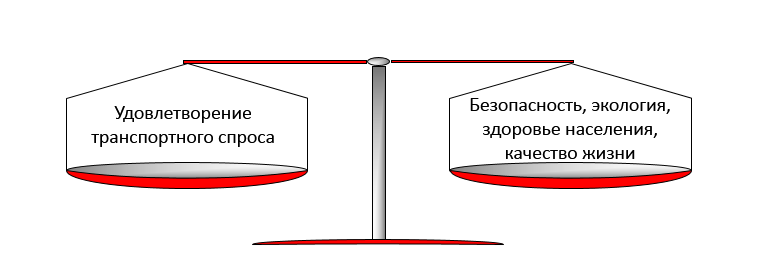 Удовлетворение
транспортного спроса
Безопасность, экология,
здоровье населения,
качество жизни